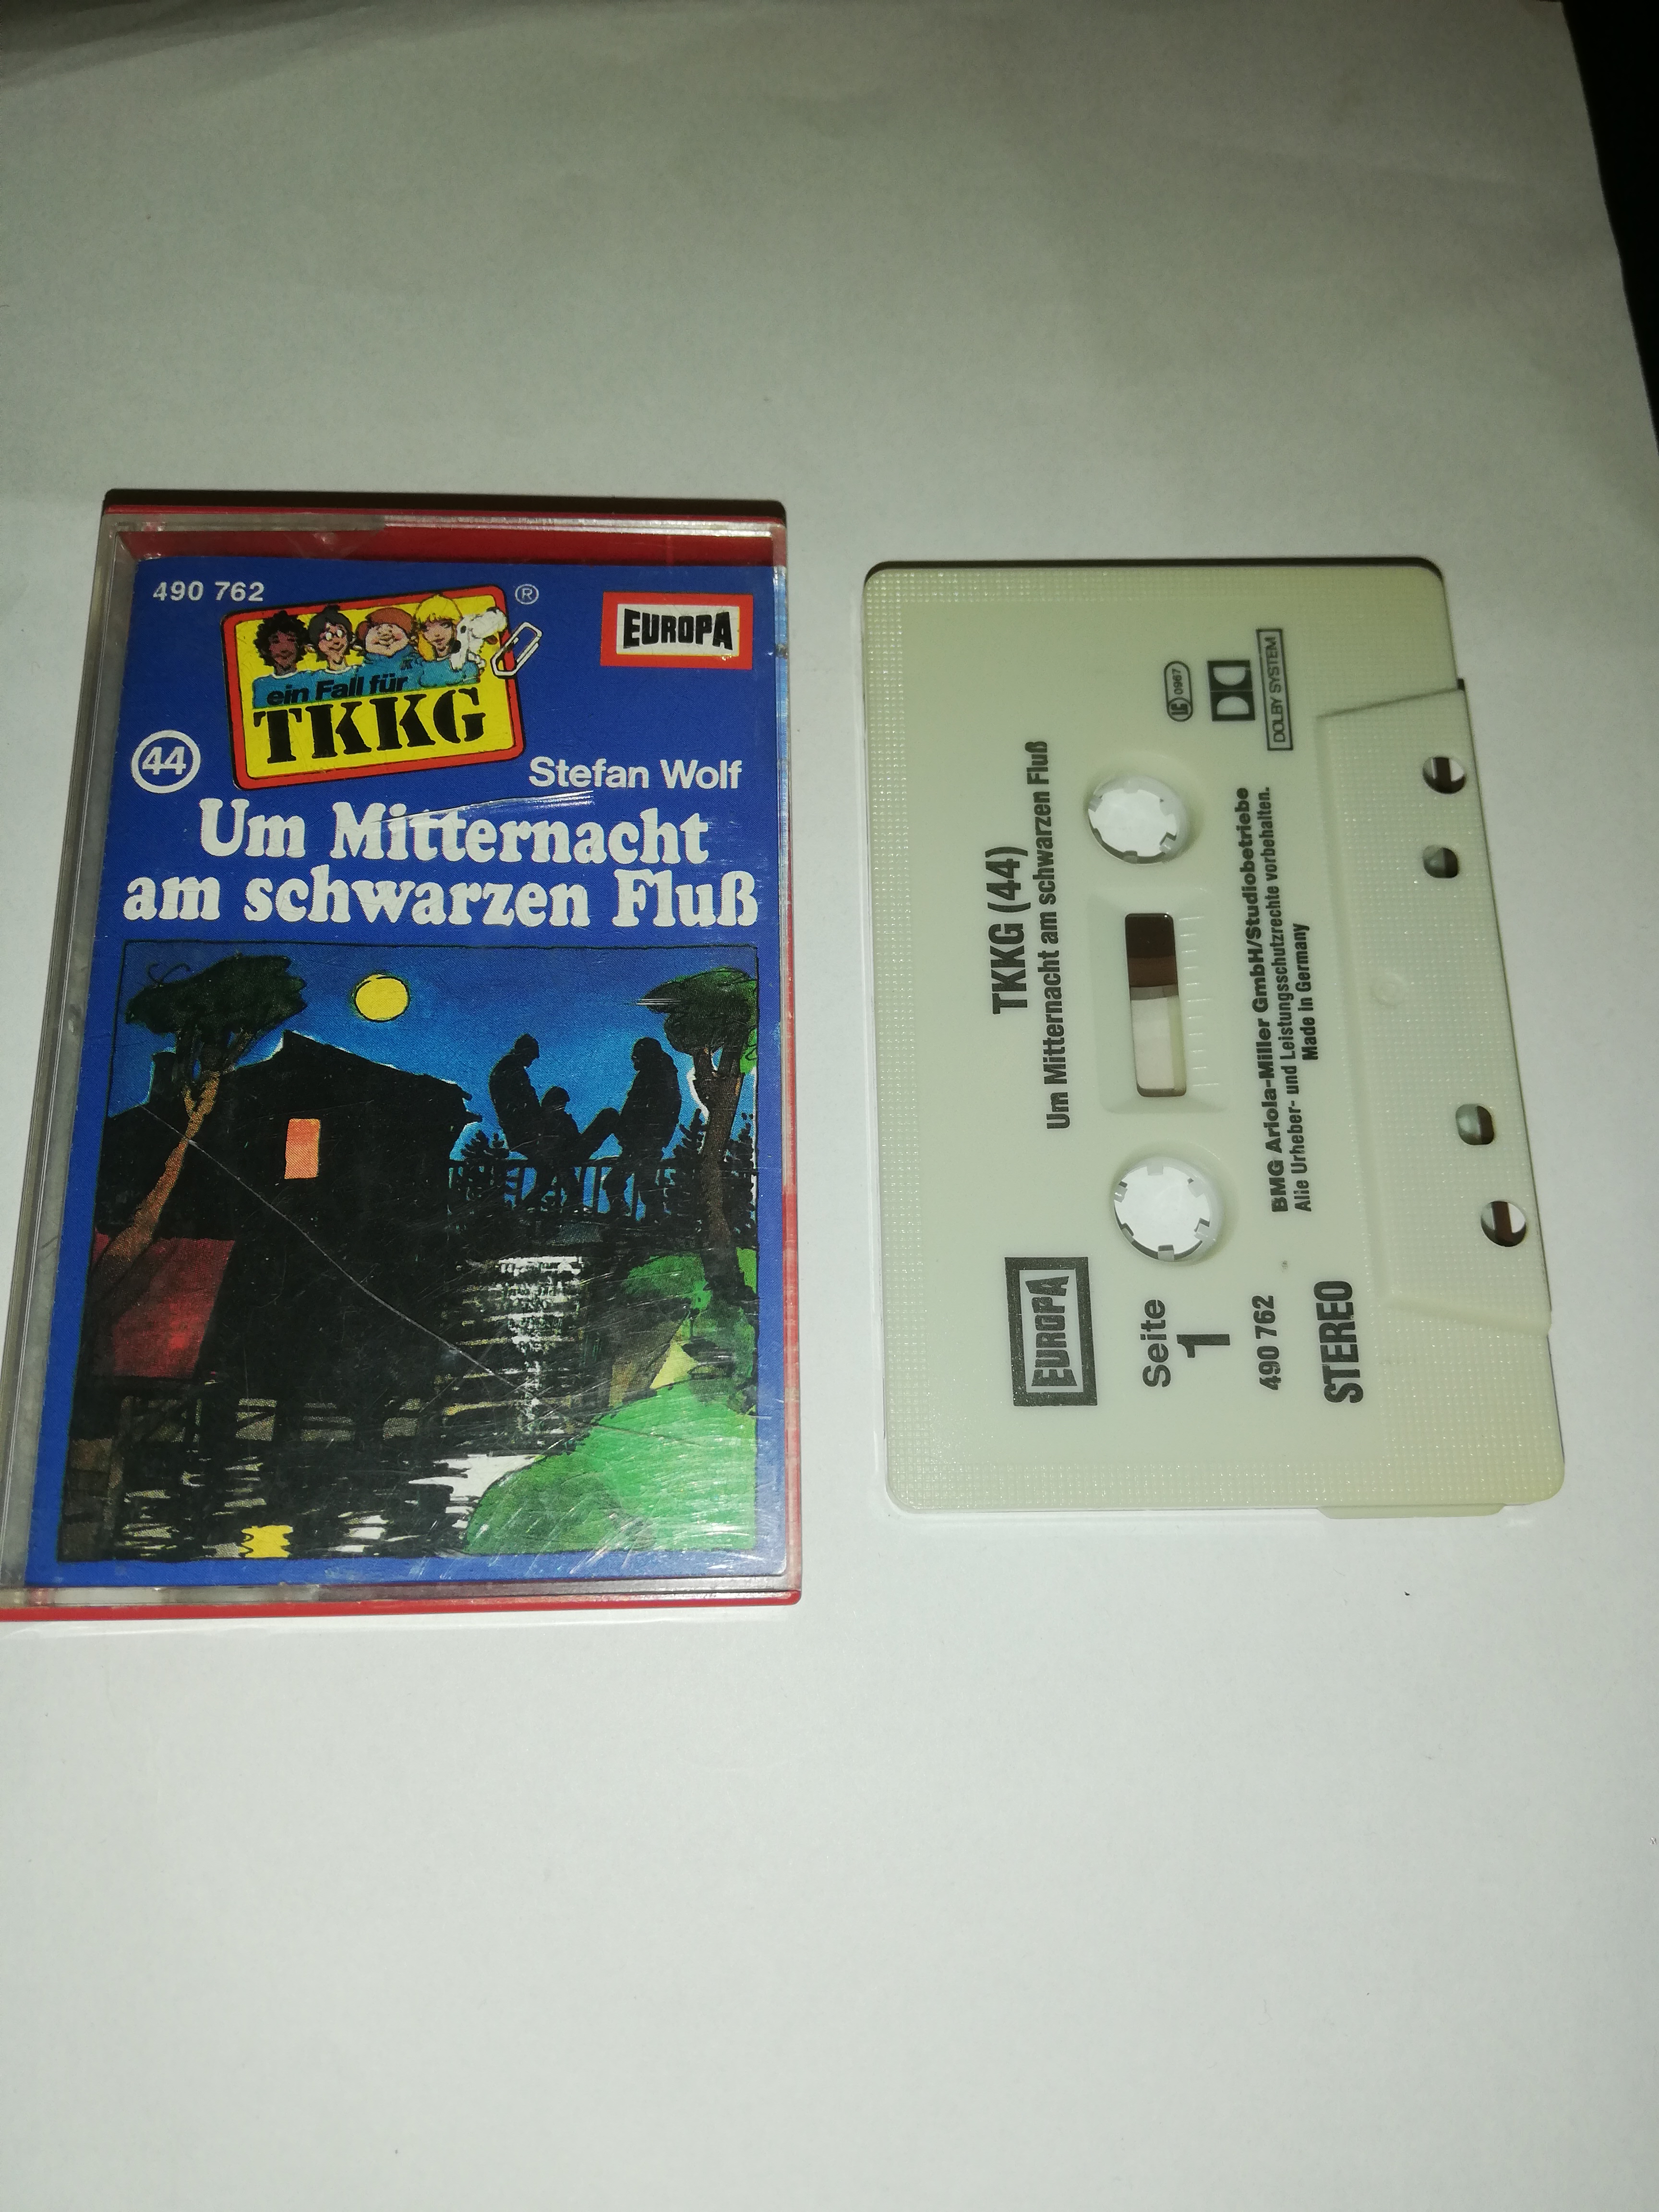 490 762
®
EUROPA
ein Fall für
TKKG
44
Stefan Wolf
Um Mitternacht
am schwarzen Fluß
TKKG (44)
Um Mitternacht am schwarzen Fluß
EUROPA
Seite
1
490 762
STEREO
LC 0967
DOLBY SYSTEM
BMG Ariola-Miller GmbH/Studiobetriebe
Alle Urheber- und Leistungsschutzrechte vorbehalten.
Made in Germany